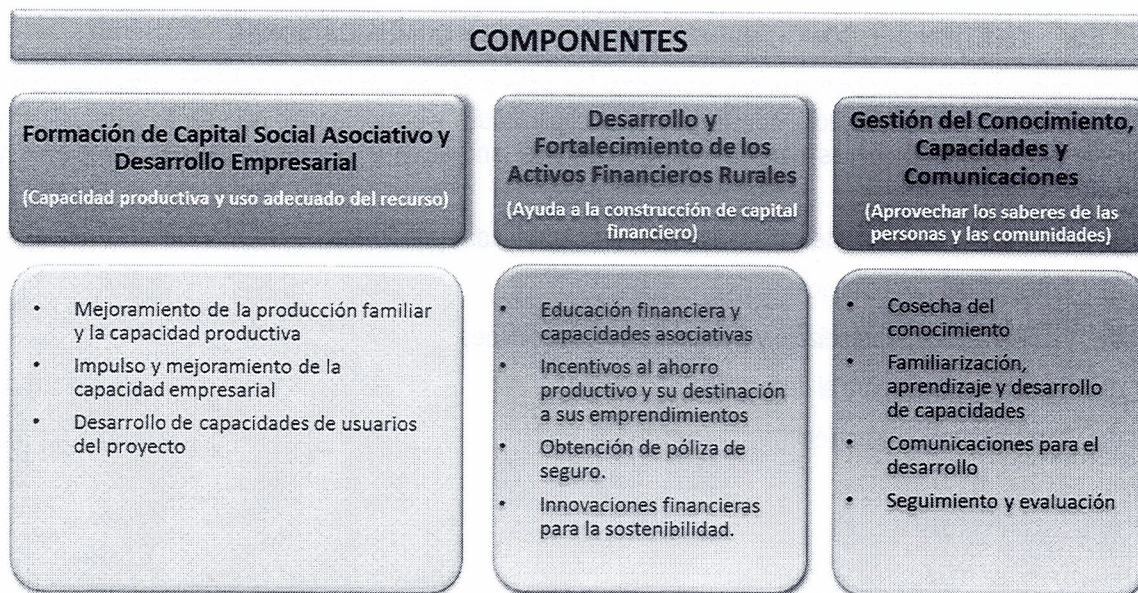 COMPONENTES
Formación de Capital Social Asociativo y
Desarrollo Empresarial
(Capacidad productiva y uso adecuado del recurso)
• Mejoramiento de la producción familiar
y la capacidad productiva
• Impulso y mejoramiento de la
capacidad empresarial
• Desarrollo de capacidades de usuarios
del proyecto
Desarrollo y
Fortalecimiento de los
Activos Financieros Rurales
(Ayuda a la construcción de capital
financiero)
• Educación financiera y
capacidades asociativas
• Incentivos al ahorro
productivo y su destinación
a sus emprendimientos
• Obtención de póliza de
seguro.
• Innovaciones financieras
para la sostenibilidad.
Gestión del Conocimiento,
Capacidades y
Comunicaciones
(Aprovechar los saberes de las
personas y las comunidades)
• Cosecha del
conocimiento
• Familiarización,
aprendizaje y desarrollo
de capacidades
• Comunicaciones para el
desarrollo
• Seguimiento y evaluación